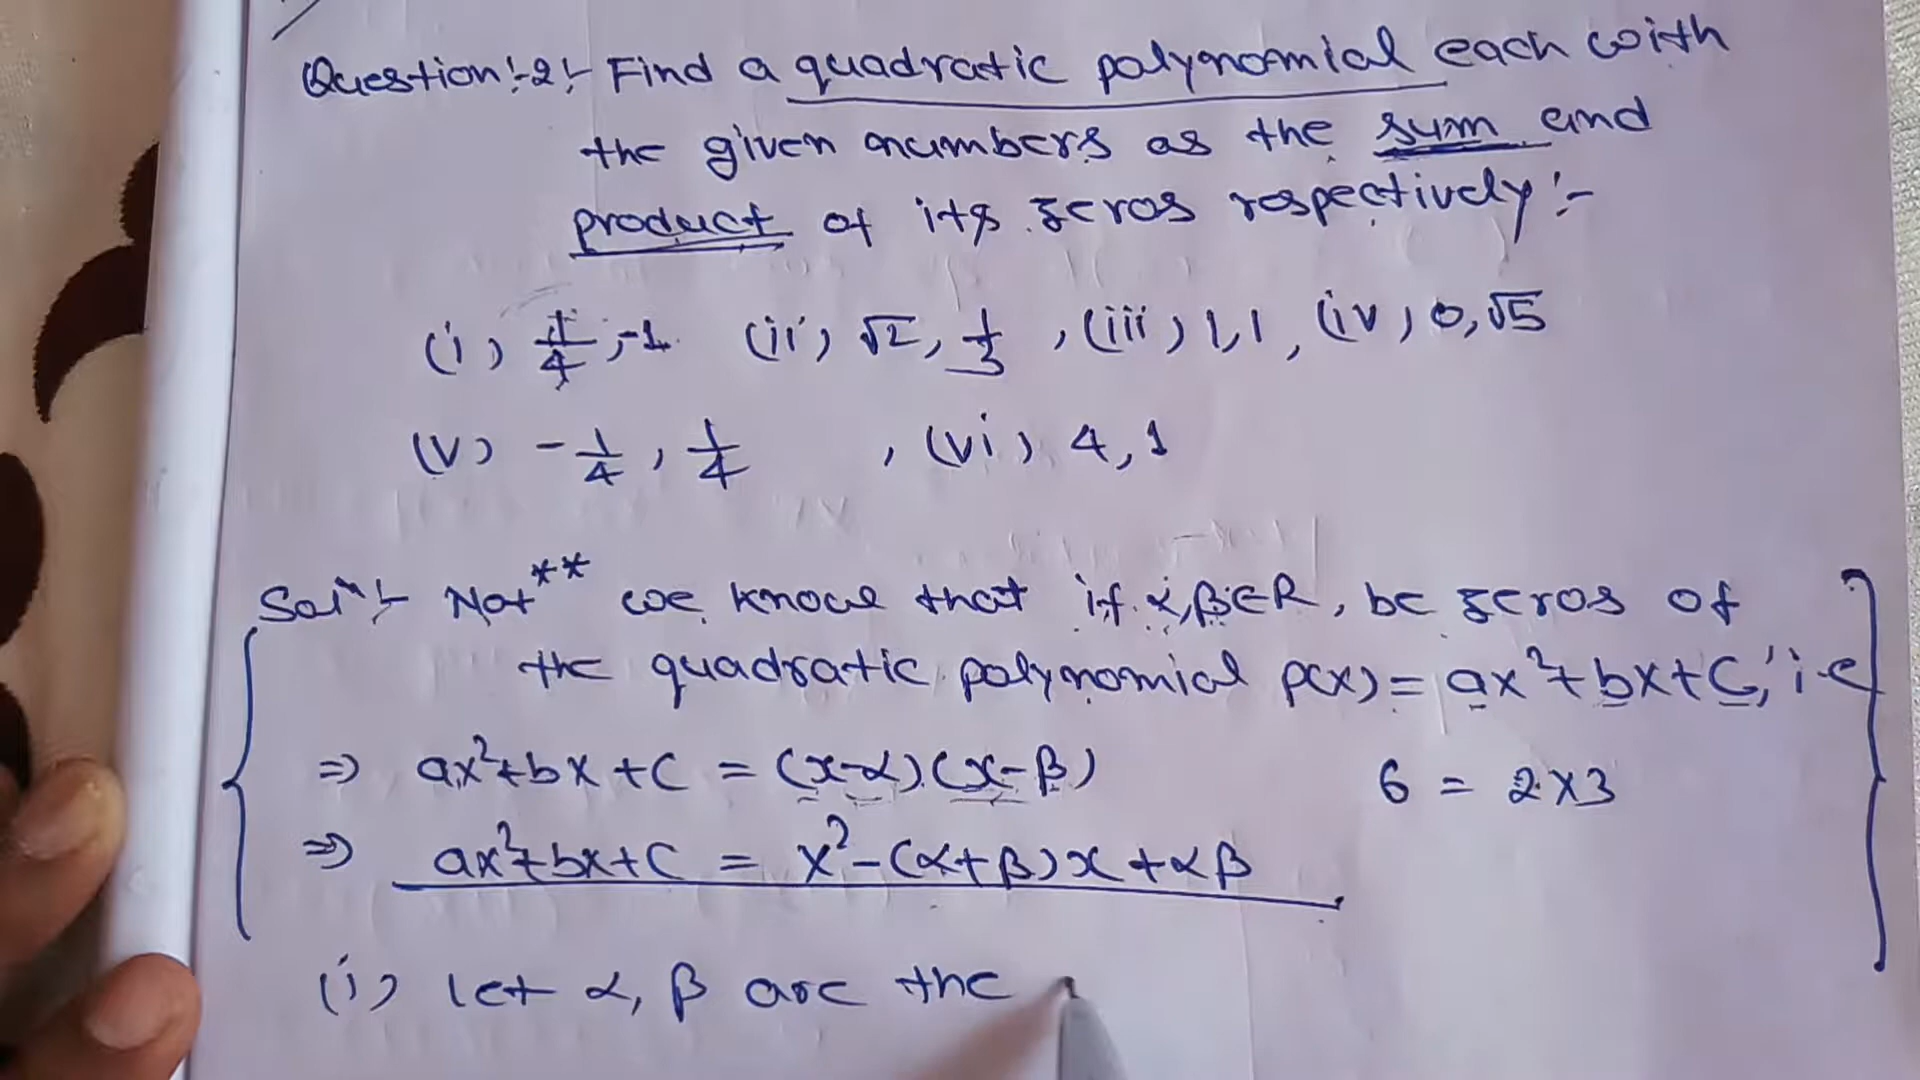 Question:-2:- Find a quadratic polynomial each with
the given numbers as the sum and
product of its zeros respectively:-
(i) 1/4, -1 (ii) √2, 1/3, (iii) 1, 1, (iv) 0, √5
(v) -1/4, 1/4, (vi) 4, 1
Solⁿ:- Not** we know that if α, β∈R, be zeros of
the quadratic polynomial p(x) = ax²+bx+c, i.e
⇒ ax²+bx+c = (x-α)(x-β) 6 = 2×3
⇒ ax²+bx+c = x²-(α+β)x+αβ
(i) let α, β are the